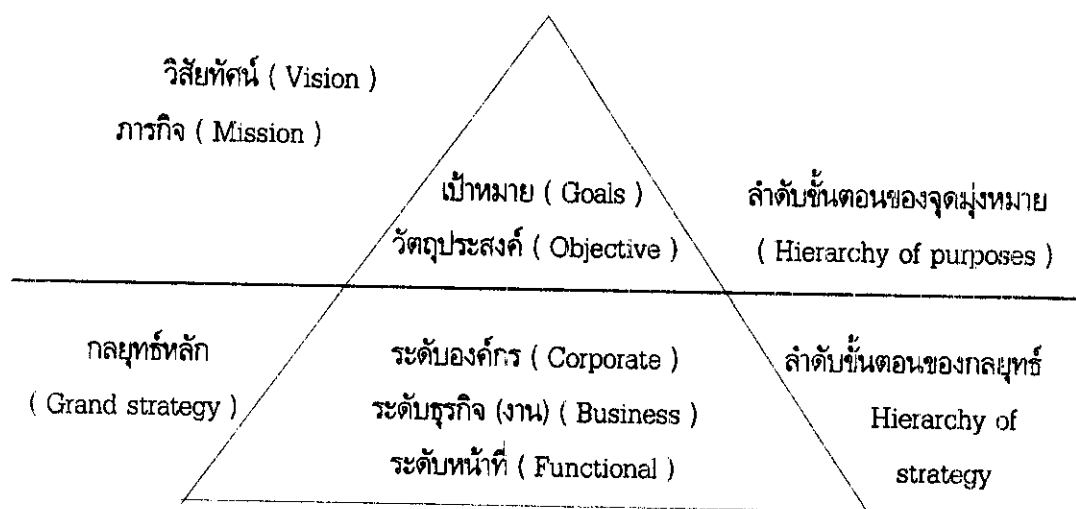 วิสัยทัศน์ ( Vision )
ภารกิจ ( Mission )
เป้าหมาย ( Goals )
วัตถุประสงค์ ( Objective )
ลำดับขั้นตอนของจุดมุ่งหมาย
( Hierarchy of purposes )
กลยุทธ์หลัก
( Grand strategy )
ระดับองค์กร ( Corporate )
ระดับธุรกิจ (งาน) ( Business )
ระดับหน้าที่ ( Functional )
ลำดับขั้นตอนของกลยุทธ์
Hierarchy of
strategy